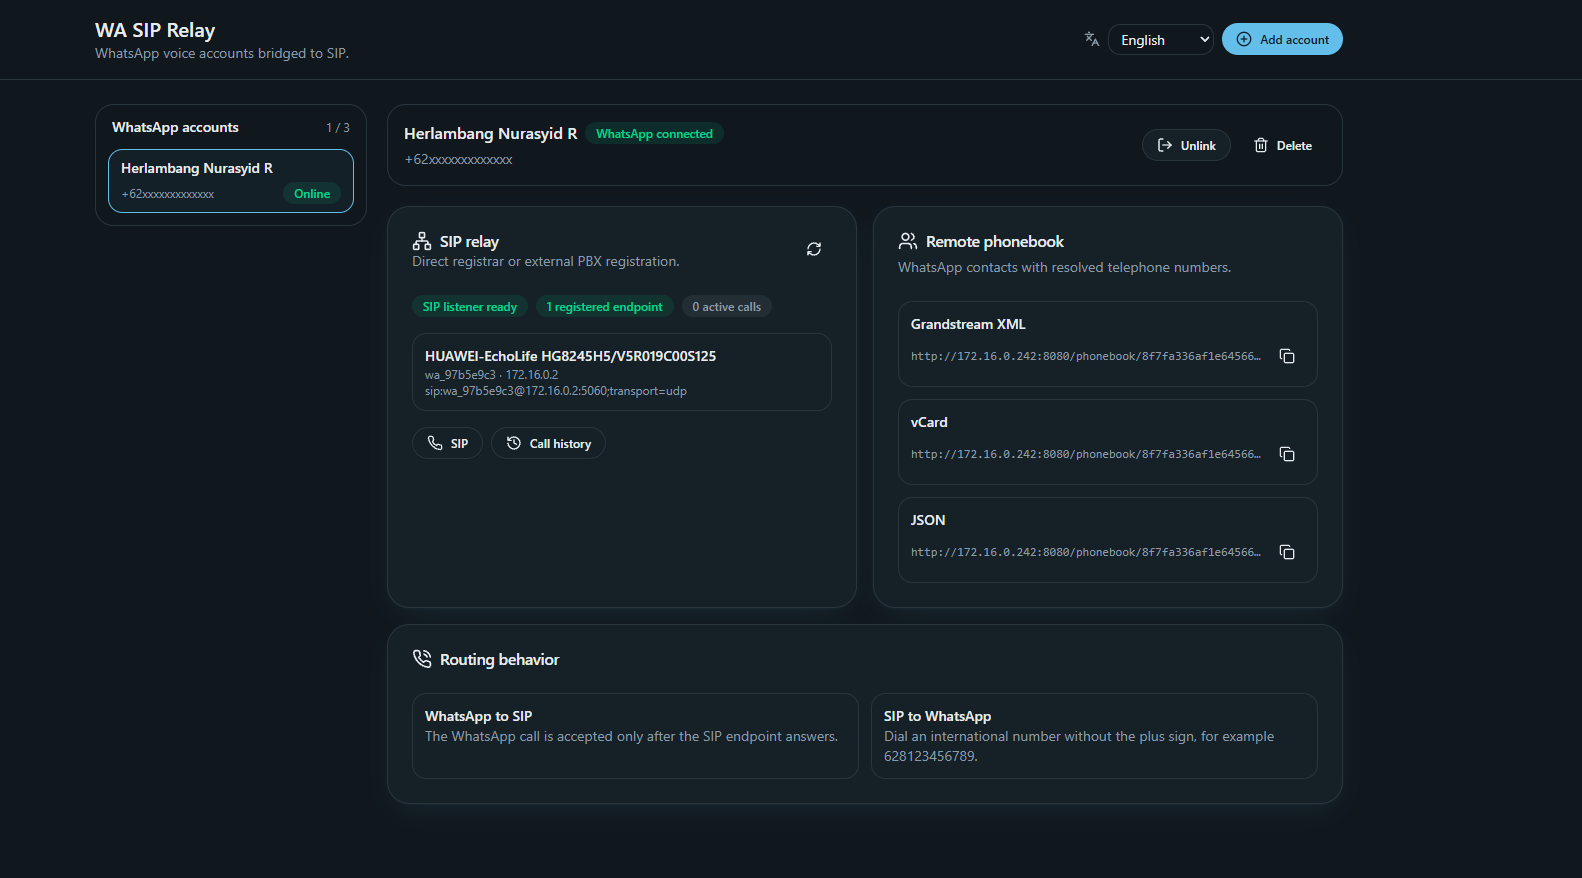 WA SIP Relay
WhatsApp voice accounts bridged to SIP.
English
Add account
WhatsApp accounts
1 / 3
Herlambang Nurasyid R
+62xxxxxxxxxxxxx
Online
Herlambang Nurasyid R
WhatsApp connected
+62xxxxxxxxxxxxx
Unlink
Delete
SIP relay
Direct registrar or external PBX registration.
SIP listener ready
1 registered endpoint
0 active calls
HUAWEI-EchoLife HG8245H5/V5R019C00S125
wa_97b5e9c3 · 172.16.0.2
sip:wa_97b5e9c3@172.16.0.2:5060;transport=udp
SIP
Call history
Remote phonebook
WhatsApp contacts with resolved telephone numbers.
Grandstream XML
http://172.16.0.242:8080/phonebook/8f7fa336af1e64566…
vCard
http://172.16.0.242:8080/phonebook/8f7fa336af1e64566…
JSON
http://172.16.0.242:8080/phonebook/8f7fa336af1e64566…
Routing behavior
WhatsApp to SIP
The WhatsApp call is accepted only after the SIP endpoint answers.
SIP to WhatsApp
Dial an international number without the plus sign, for example
628123456789.